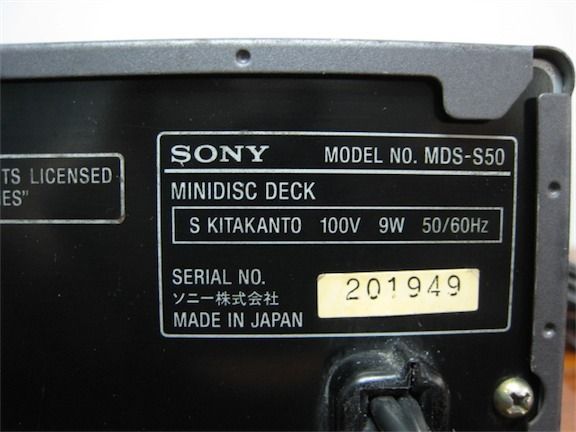 TS LICENSED
IES"
SONY MODEL NO. MDS-S50
MINIDISC DECK
S KITAKANTO 100V 9W 50/60Hz
SERIAL NO. 201949
ソニー株式会社
MADE IN JAPAN